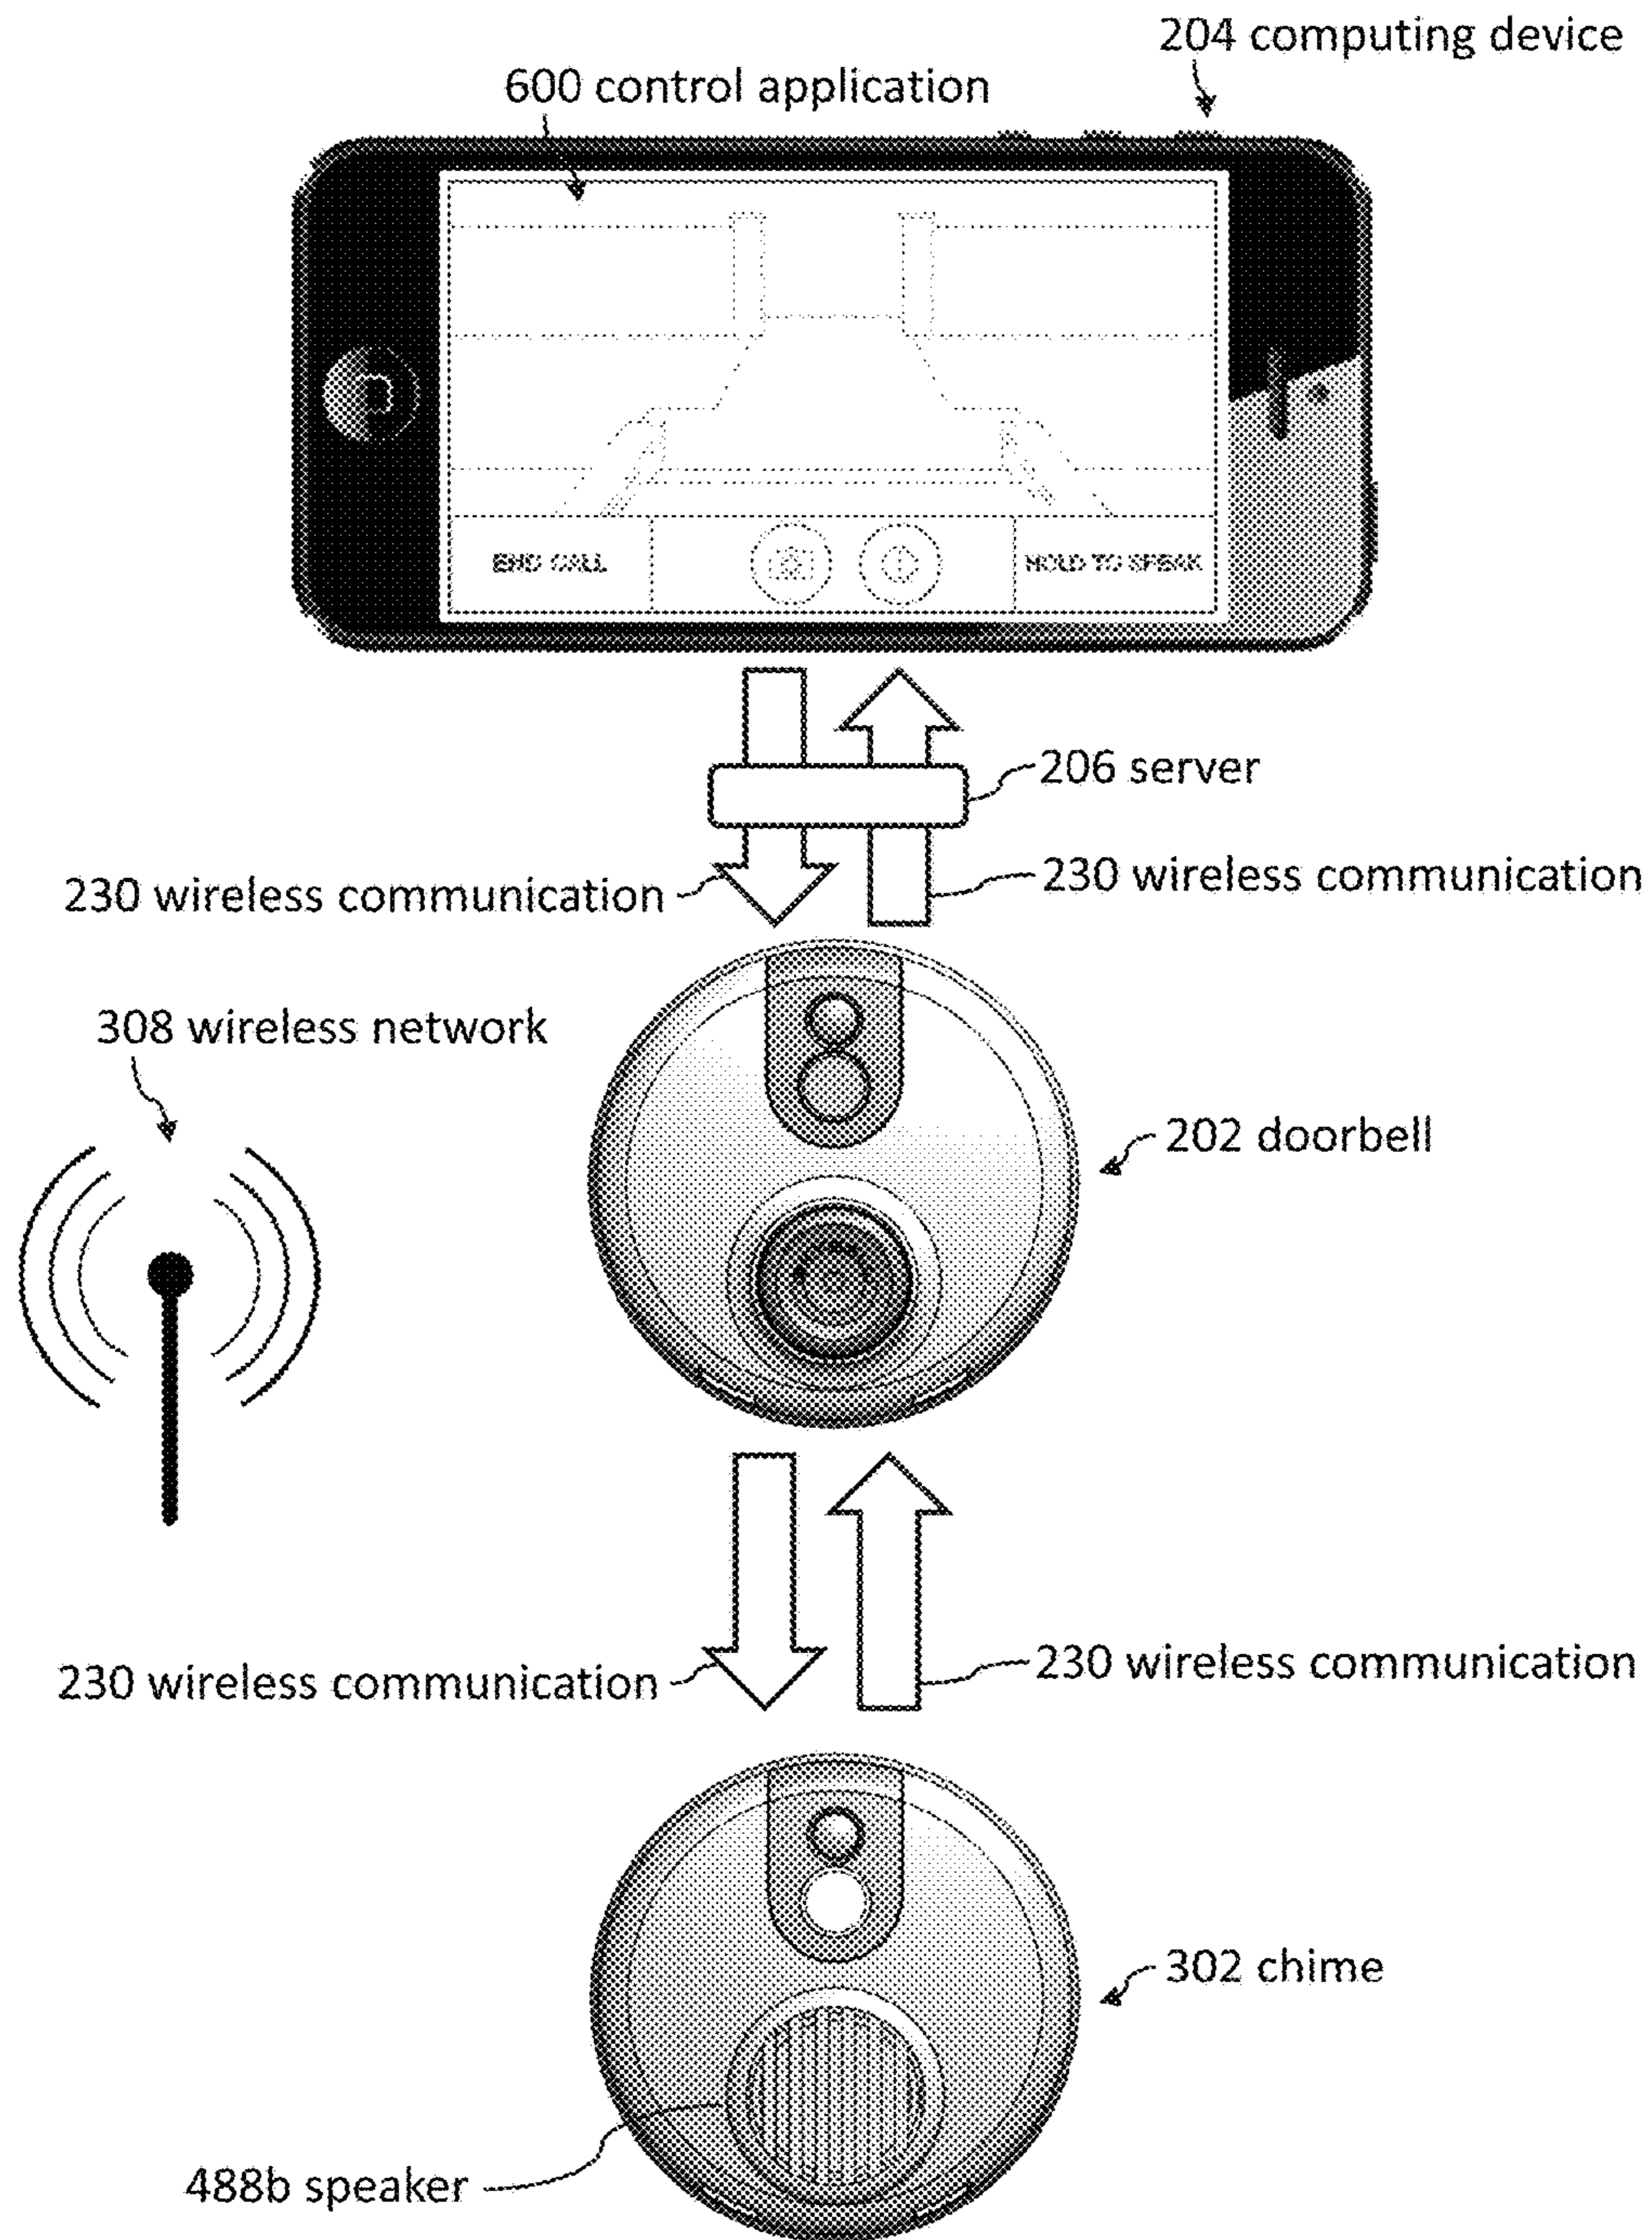 204 computing device
600 control application
END CALL
HOLD TO SPEAK
206 server
230 wireless communication
230 wireless communication
308 wireless network
202 doorbell
230 wireless communication
230 wireless communication
302 chime
488b speaker